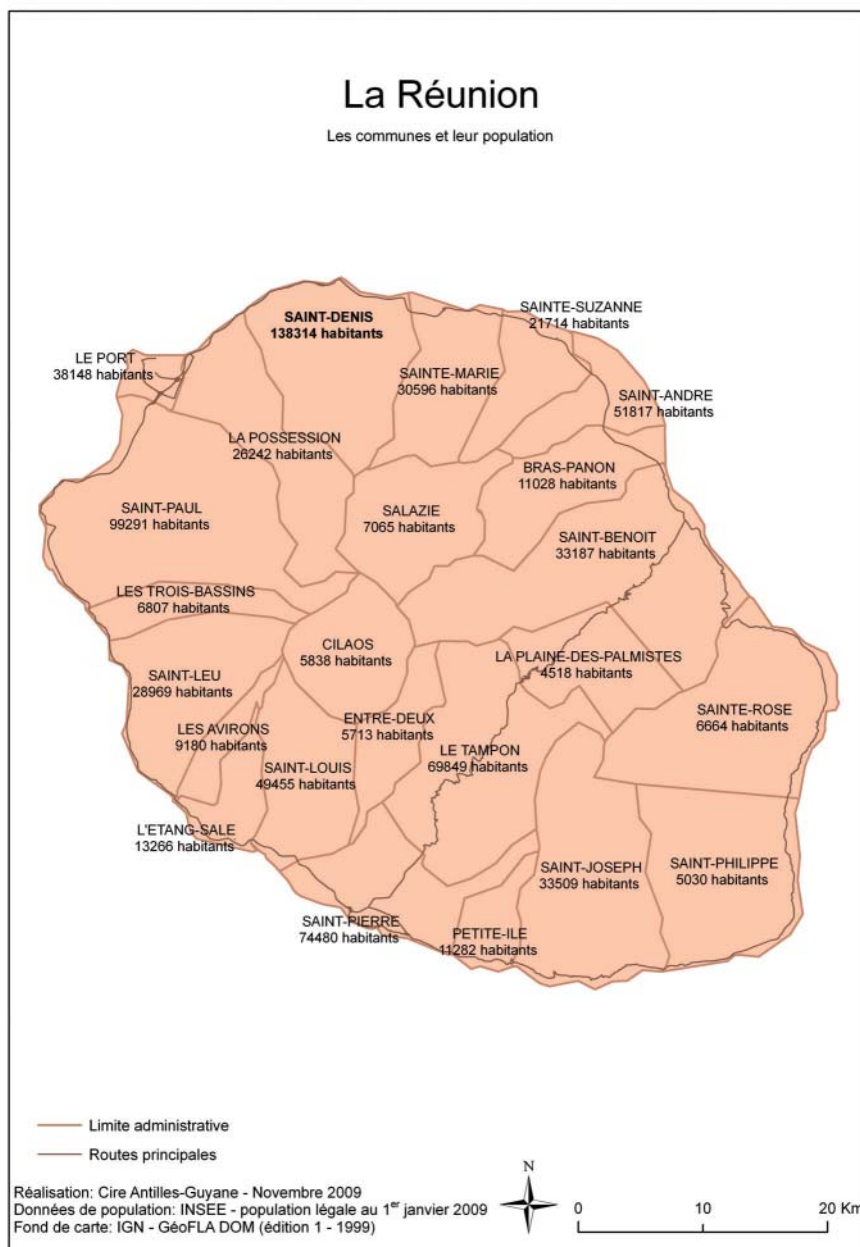 La Réunion
Les communes et leur population
SAINT-DENIS
138314 habitants
SAINTE-SUZANNE
21714 habitants
LE PORT
38148 habitants
SAINTE-MARIE
30596 habitants
SAINT-ANDRE
51817 habitants
LA POSSESSION
26242 habitants
BRAS-PANON
11028 habitants
SAINT-PAUL
99291 habitants
SALAZIE
7065 habitants
SAINT-BENOIT
33187 habitants
LES TROIS-BASSINS
6807 habitants
CILAOS
5838 habitants
LA PLAINE-DES-PALMISTES
4518 habitants
SAINT-LEU
28969 habitants
SAINTE-ROSE
6664 habitants
LES AVIRONS
9180 habitants
ENTRE-DEUX
5713 habitants
LE TAMPON
69849 habitants
SAINT-LOUIS
49455 habitants
L'ETANG-SALE
13266 habitants
SAINT-JOSEPH
33509 habitants
SAINT-PHILIPPE
5030 habitants
SAINT-PIERRE
74480 habitants
PETITE-ILE
11282 habitants
Limite administrative
Routes principales
Réalisation: Cire Antilles-Guyane - Novembre 2009
Données de population: INSEE - population légale au 1er janvier 2009
Fond de carte: IGN - GéoFLA DOM (édition 1 - 1999)
N
0 10 20 Km